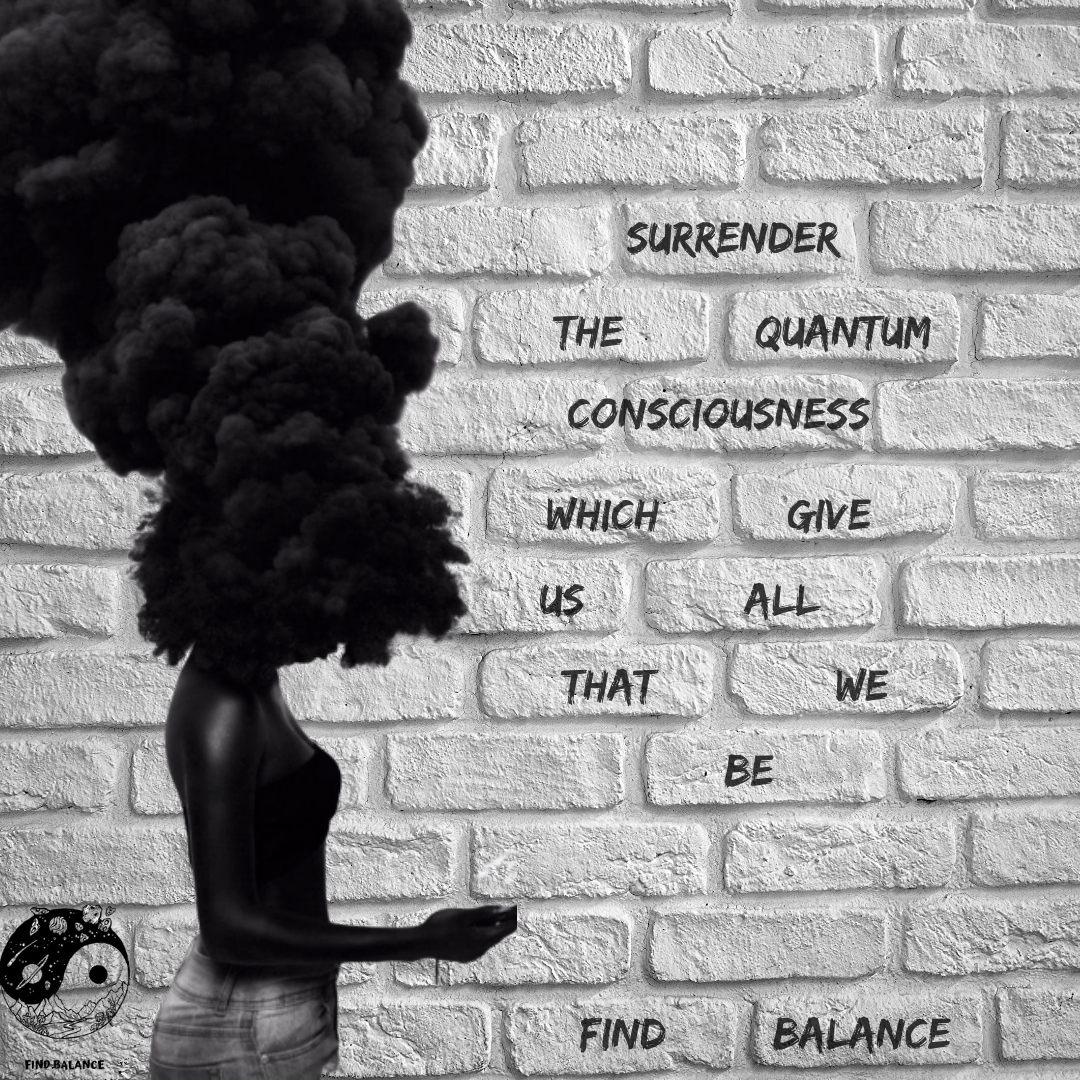 SURRENDER
THE QUANTUM
CONSCIOUSNESS
WHICH GIVE
US ALL
THAT WE
BE
FIND BALANCE
FIND.BALANCE